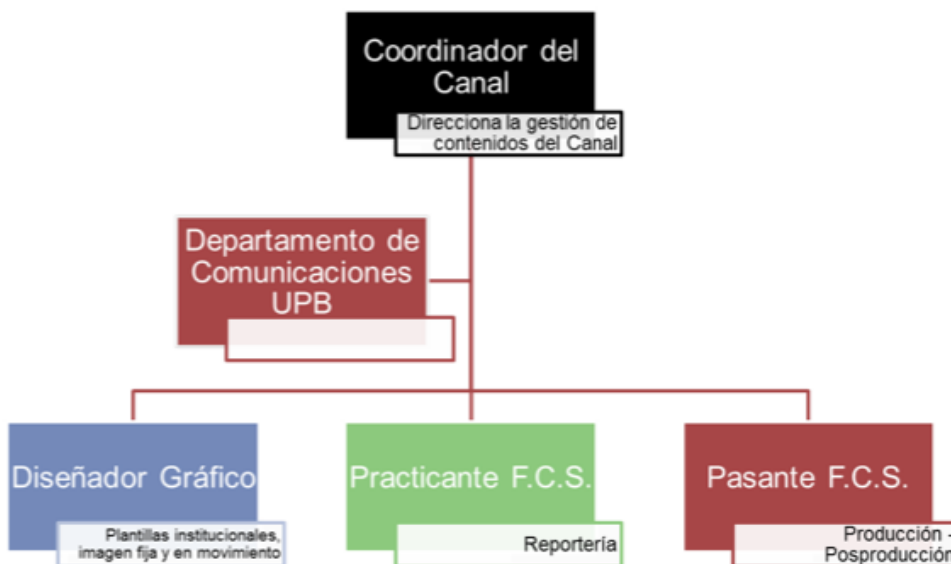 Coordinador del
Canal
Direcciona la gestión de
contenidos del Canal
Departamento de
Comunicaciones
UPB
Diseñador Gráfico
Plantillas institucionales,
imagen fija y en movimiento
Practicante F.C.S.
Reportería
Pasante F.C.S.
Producción -
Posproducción